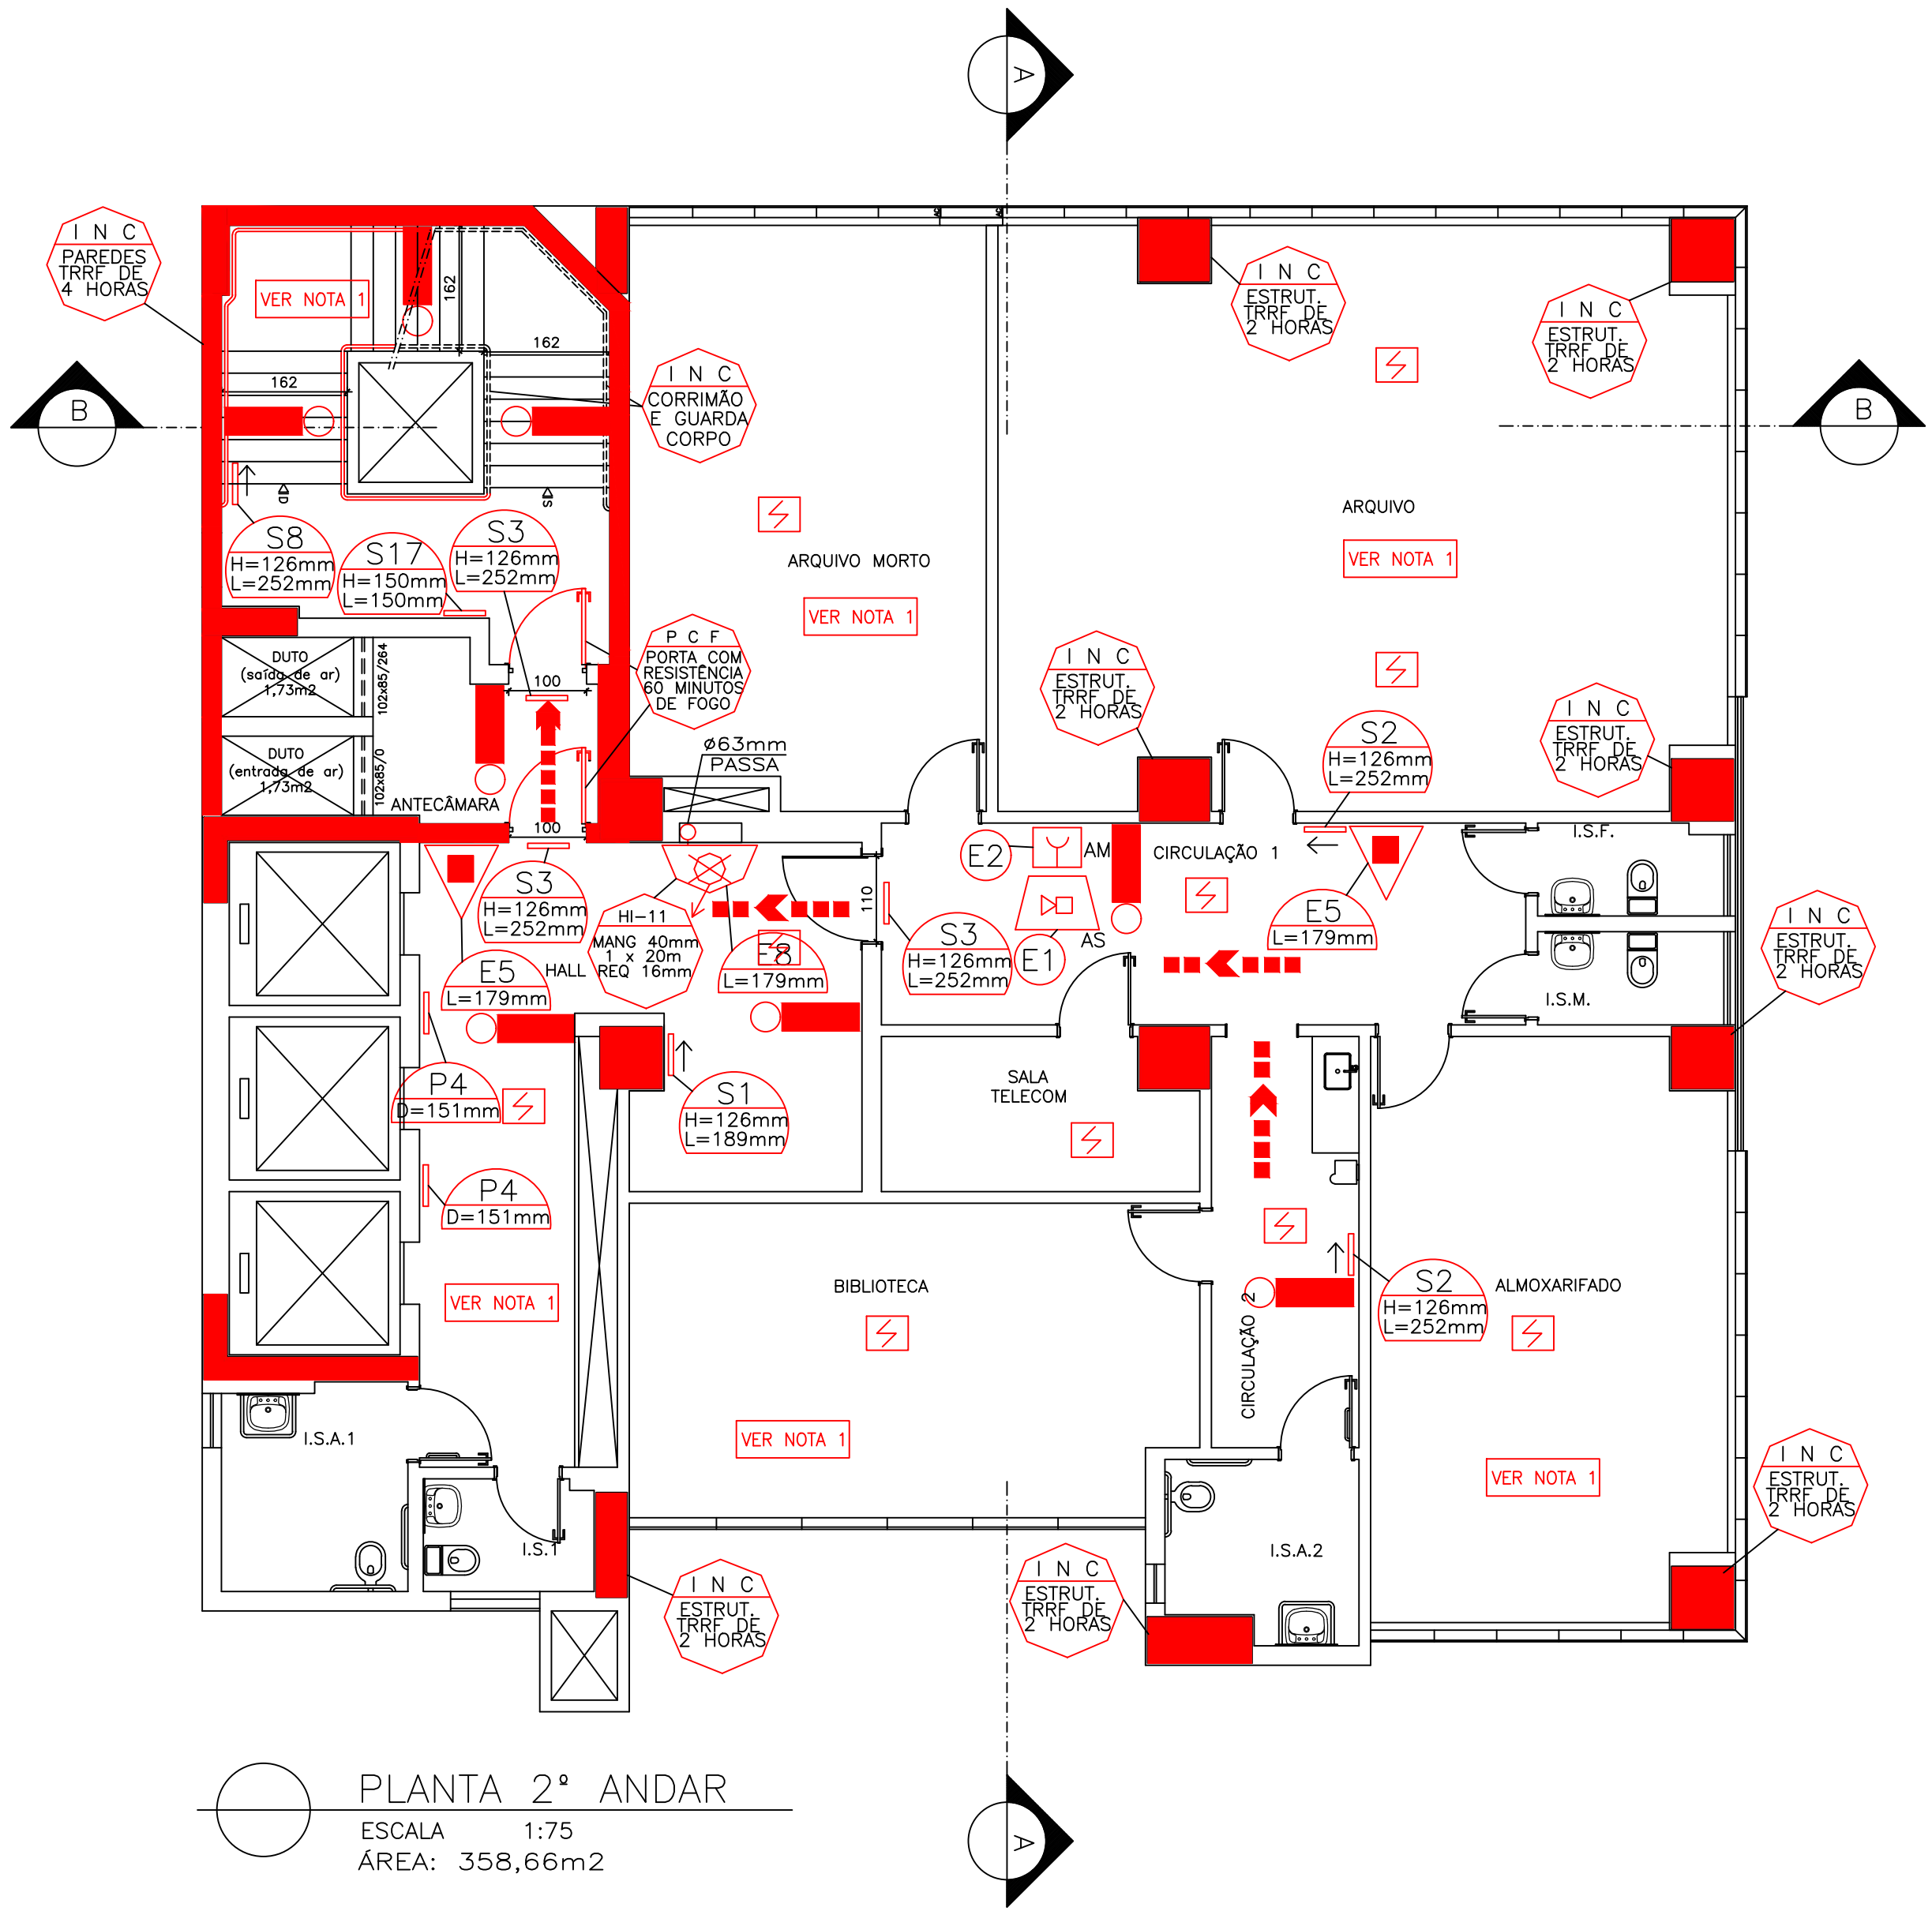 A
I N C
PAREDES
TRRF DE
4 HORAS
VER NOTA 1
162
162
162
I N C
ESTRUT.
TRRF DE
2 HORAS
I N C
ESTRUT.
TRRF DE
2 HORAS
B
B
I N C
CORRIMÃO
E GUARDA
CORPO
D
S
S8
H=126mm
L=252mm
S17
H=150mm
L=150mm
S3
H=126mm
L=252mm
ARQUIVO MORTO
VER NOTA 1
ARQUIVO
VER NOTA 1
P C F
PORTA COM
RESISTÊNCIA
60 MINUTOS
DE FOGO
DUTO
(saída de ar)
1,73m2
102x85/264
100
DUTO
(entrada de ar)
1,73m2
102x85/0
ANTECÂMARA
100
Ø63mm
PASSA
I N C
ESTRUT.
TRRF DE
2 HORAS
S2
H=126mm
L=252mm
I N C
ESTRUT.
TRRF DE
2 HORAS
E2
AM
CIRCULAÇÃO 1
I.S.F.
S3
H=126mm
L=252mm
HI-11
MANG 40mm
1 x 20m
REQ 16mm
110
S3
H=126mm
L=252mm
E1
AS
E5
L=179mm
I N C
ESTRUT.
TRRF DE
2 HORAS
E5
L=179mm
HALL
E8
L=179mm
I.S.M.
P4
D=151mm
S1
H=126mm
L=189mm
SALA
TELECOM
P4
D=151mm
VER NOTA 1
BIBLIOTECA
VER NOTA 1
CIRCULAÇÃO 2
S2
H=126mm
L=252mm
ALMOXARIFADO
VER NOTA 1
I.S.A.1
I.S.1
I.S.A.2
I N C
ESTRUT.
TRRF DE
2 HORAS
I N C
ESTRUT.
TRRF DE
2 HORAS
I N C
ESTRUT.
TRRF DE
2 HORAS
PLANTA 2º ANDAR
ESCALA 1:75
ÁREA: 358,66m2
A